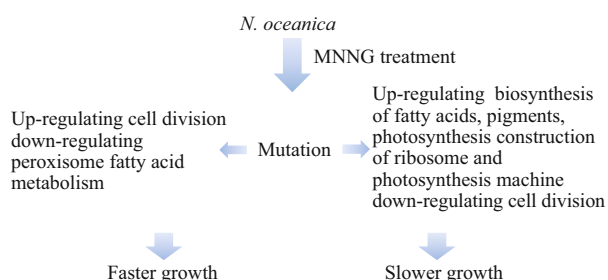 N. oceanica
MNNG treatment
Up-regulating cell division
down-regulating
peroxisome fatty acid
metabolism
Mutation
Up-regulating biosynthesis
of fatty acids, pigments,
photosynthesis construction
of ribosome and
photosynthesis machine
down-regulating cell division
Faster growth
Slower growth